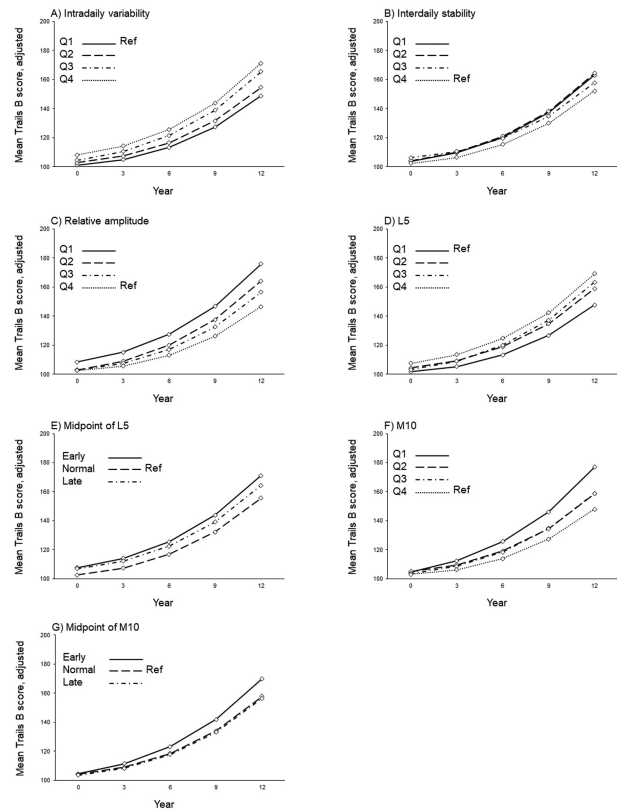 A) Intradaily variability
Q1 Ref
Q2
Q3
Q4
Mean Trails B score, adjusted
200
180
160
140
120
100
0 3 6 9 12
Year
B) Interdaily stability
Q1
Q2
Q3
Q4 Ref
Mean Trails B score, adjusted
200
180
160
140
120
100
0 3 6 9 12
Year
C) Relative amplitude
Q1
Q2
Q3
Q4 Ref
Mean Trails B score, adjusted
200
180
160
140
120
100
0 3 6 9 12
Year
D) L5
Q1 Ref
Q2
Q3
Q4
Mean Trails B score, adjusted
200
180
160
140
120
100
0 3 6 9 12
Year
E) Midpoint of L5
Early
Normal Ref
Late
Mean Trails B score, adjusted
200
180
160
140
120
100
0 3 6 9 12
Year
F) M10
Q1
Q2
Q3
Q4 Ref
Mean Trails B score, adjusted
200
180
160
140
120
100
0 3 6 9 12
Year
G) Midpoint of M10
Early
Normal Ref
Late
Mean Trails B score, adjusted
200
180
160
140
120
100
0 3 6 9 12
Year